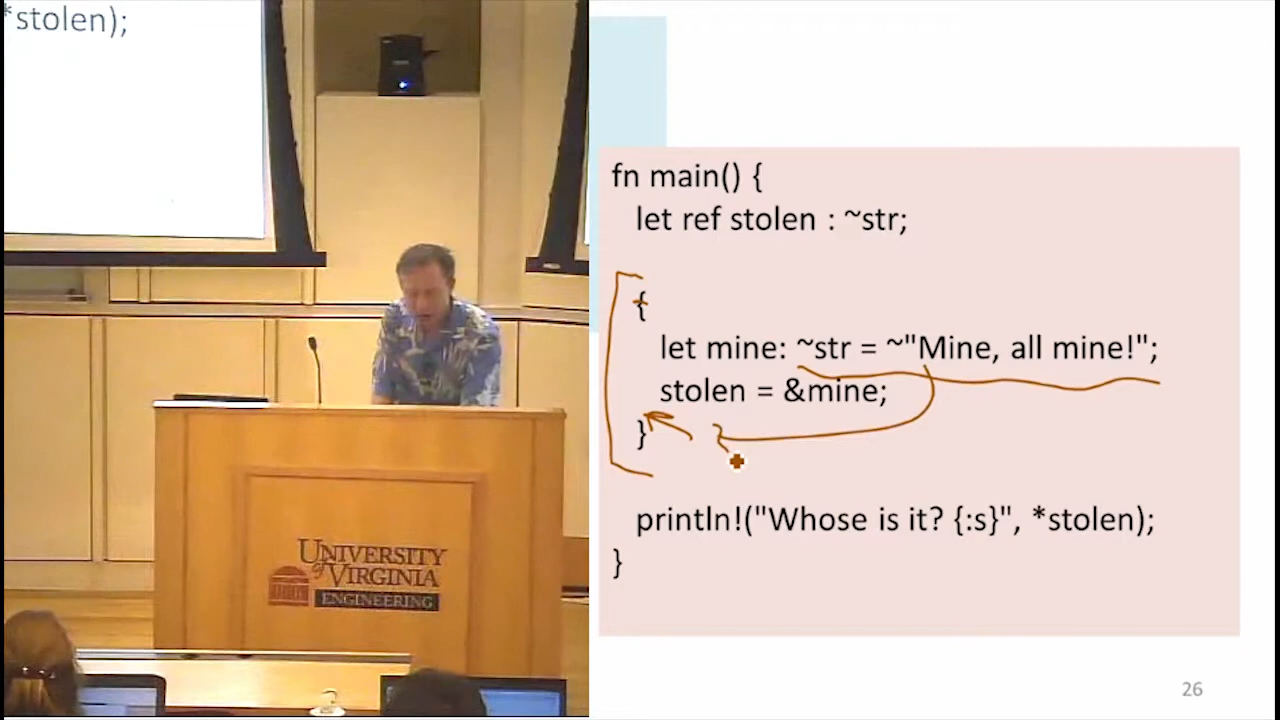 *stolen);
UNIVERSITY
of VIRGINIA
ENGINEERING
fn main() {
let ref stolen : ~str;
{
let mine: ~str = ~"Mine, all mine!";
stolen = &mine;
}
println!("Whose is it? {:s}", *stolen);
}
26